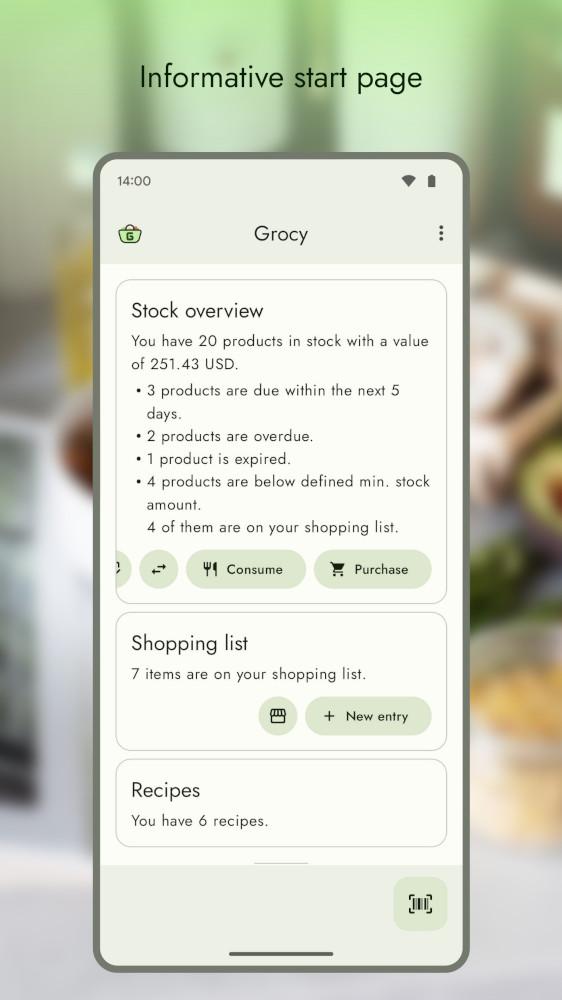 Informative start page
14:00
G
Grocy
Stock overview
You have 20 products in stock with a value
of 251.43 USD.
• 3 products are due within the next 5
days.
• 2 products are overdue.
• 1 product is expired.
• 4 products are below defined min. stock
amount.
4 of them are on your shopping list.
Consume
Purchase
Shopping list
7 items are on your shopping list.
+ New entry
Recipes
You have 6 recipes.